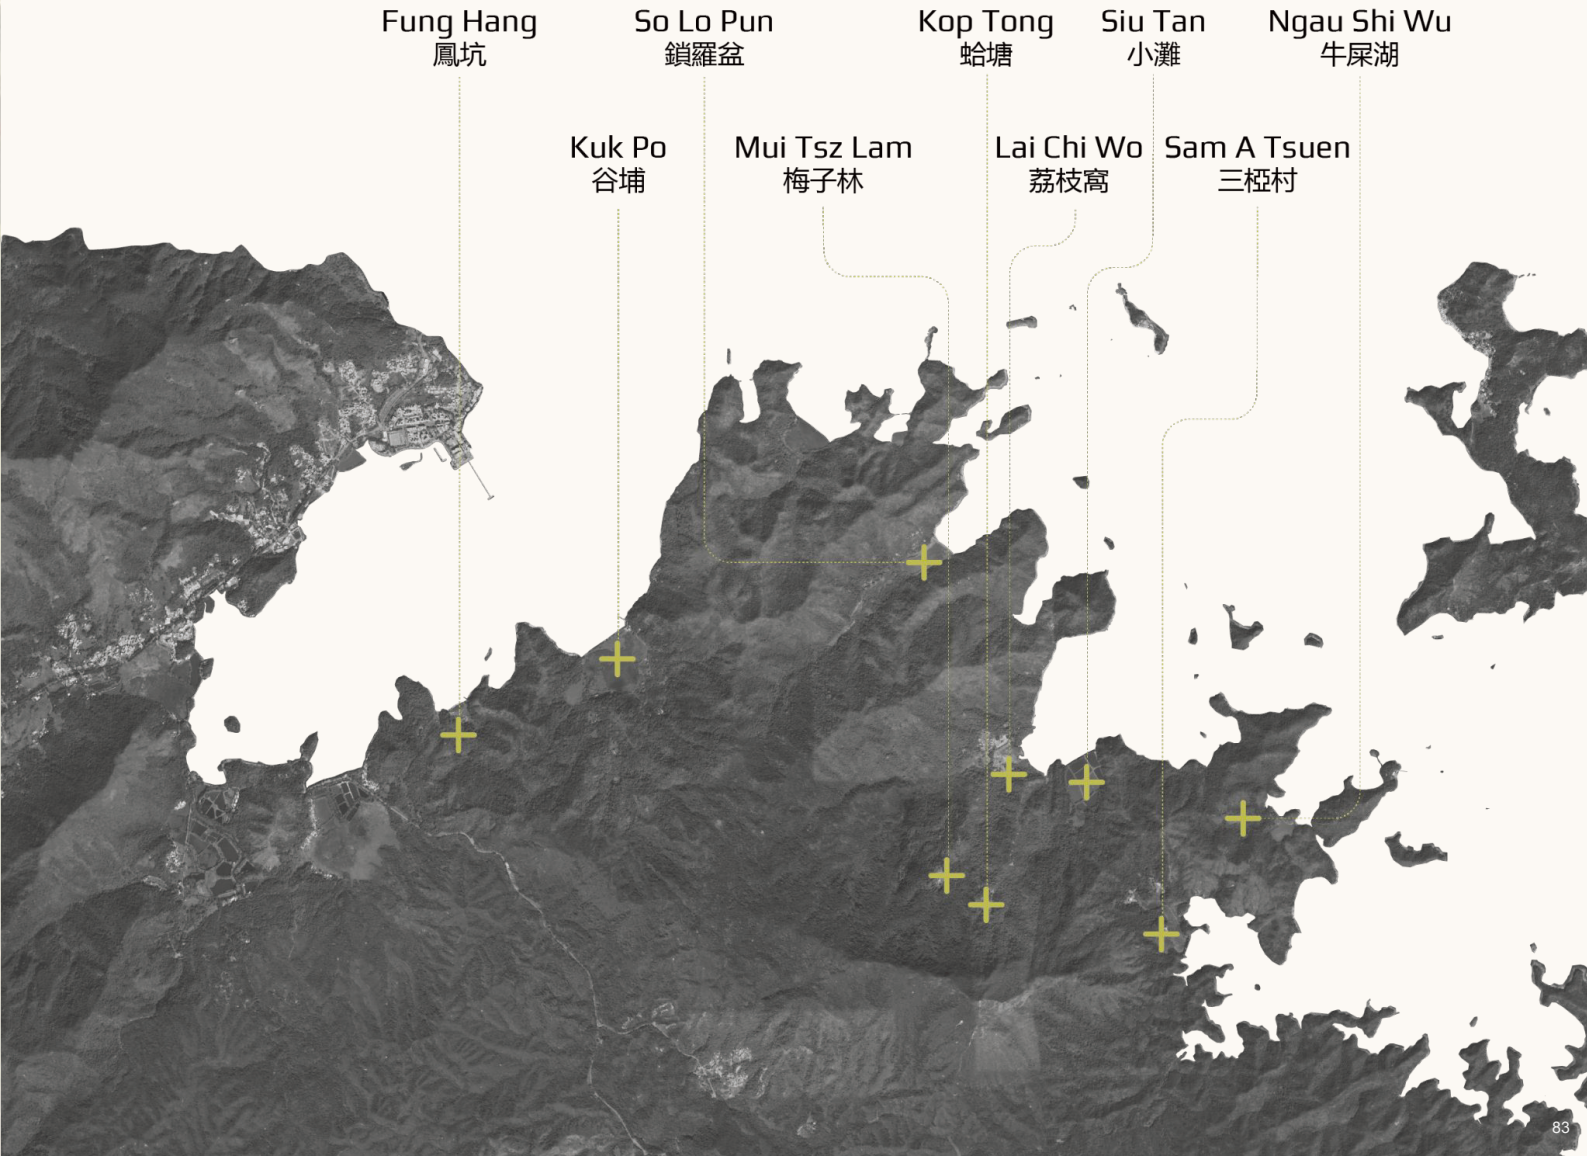 Fung Hang
鳳坑
So Lo Pun
鎖羅盆
Kop Tong
蛤塘
Siu Tan
小灘
Ngau Shi Wu
牛屎湖
Kuk Po
谷埔
Mui Tsz Lam
梅子林
Lai Chi Wo
荔枝窩
Sam A Tsuen
三椏村
83